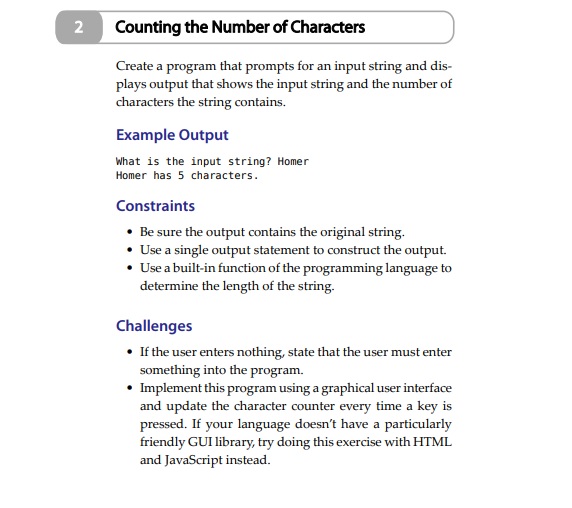 2 Counting the Number of Characters
Create a program that prompts for an input string and dis-
plays output that shows the input string and the number of
characters the string contains.
Example Output
What is the input string? Homer
Homer has 5 characters.
Constraints
• Be sure the output contains the original string.
• Use a single output statement to construct the output.
• Use a built-in function of the programming language to
determine the length of the string.
Challenges
• If the user enters nothing, state that the user must enter
something into the program.
• Implement this program using a graphical user interface
and update the character counter every time a key is
pressed. If your language doesn’t have a particularly
friendly GUI library, try doing this exercise with HTML
and JavaScript instead.